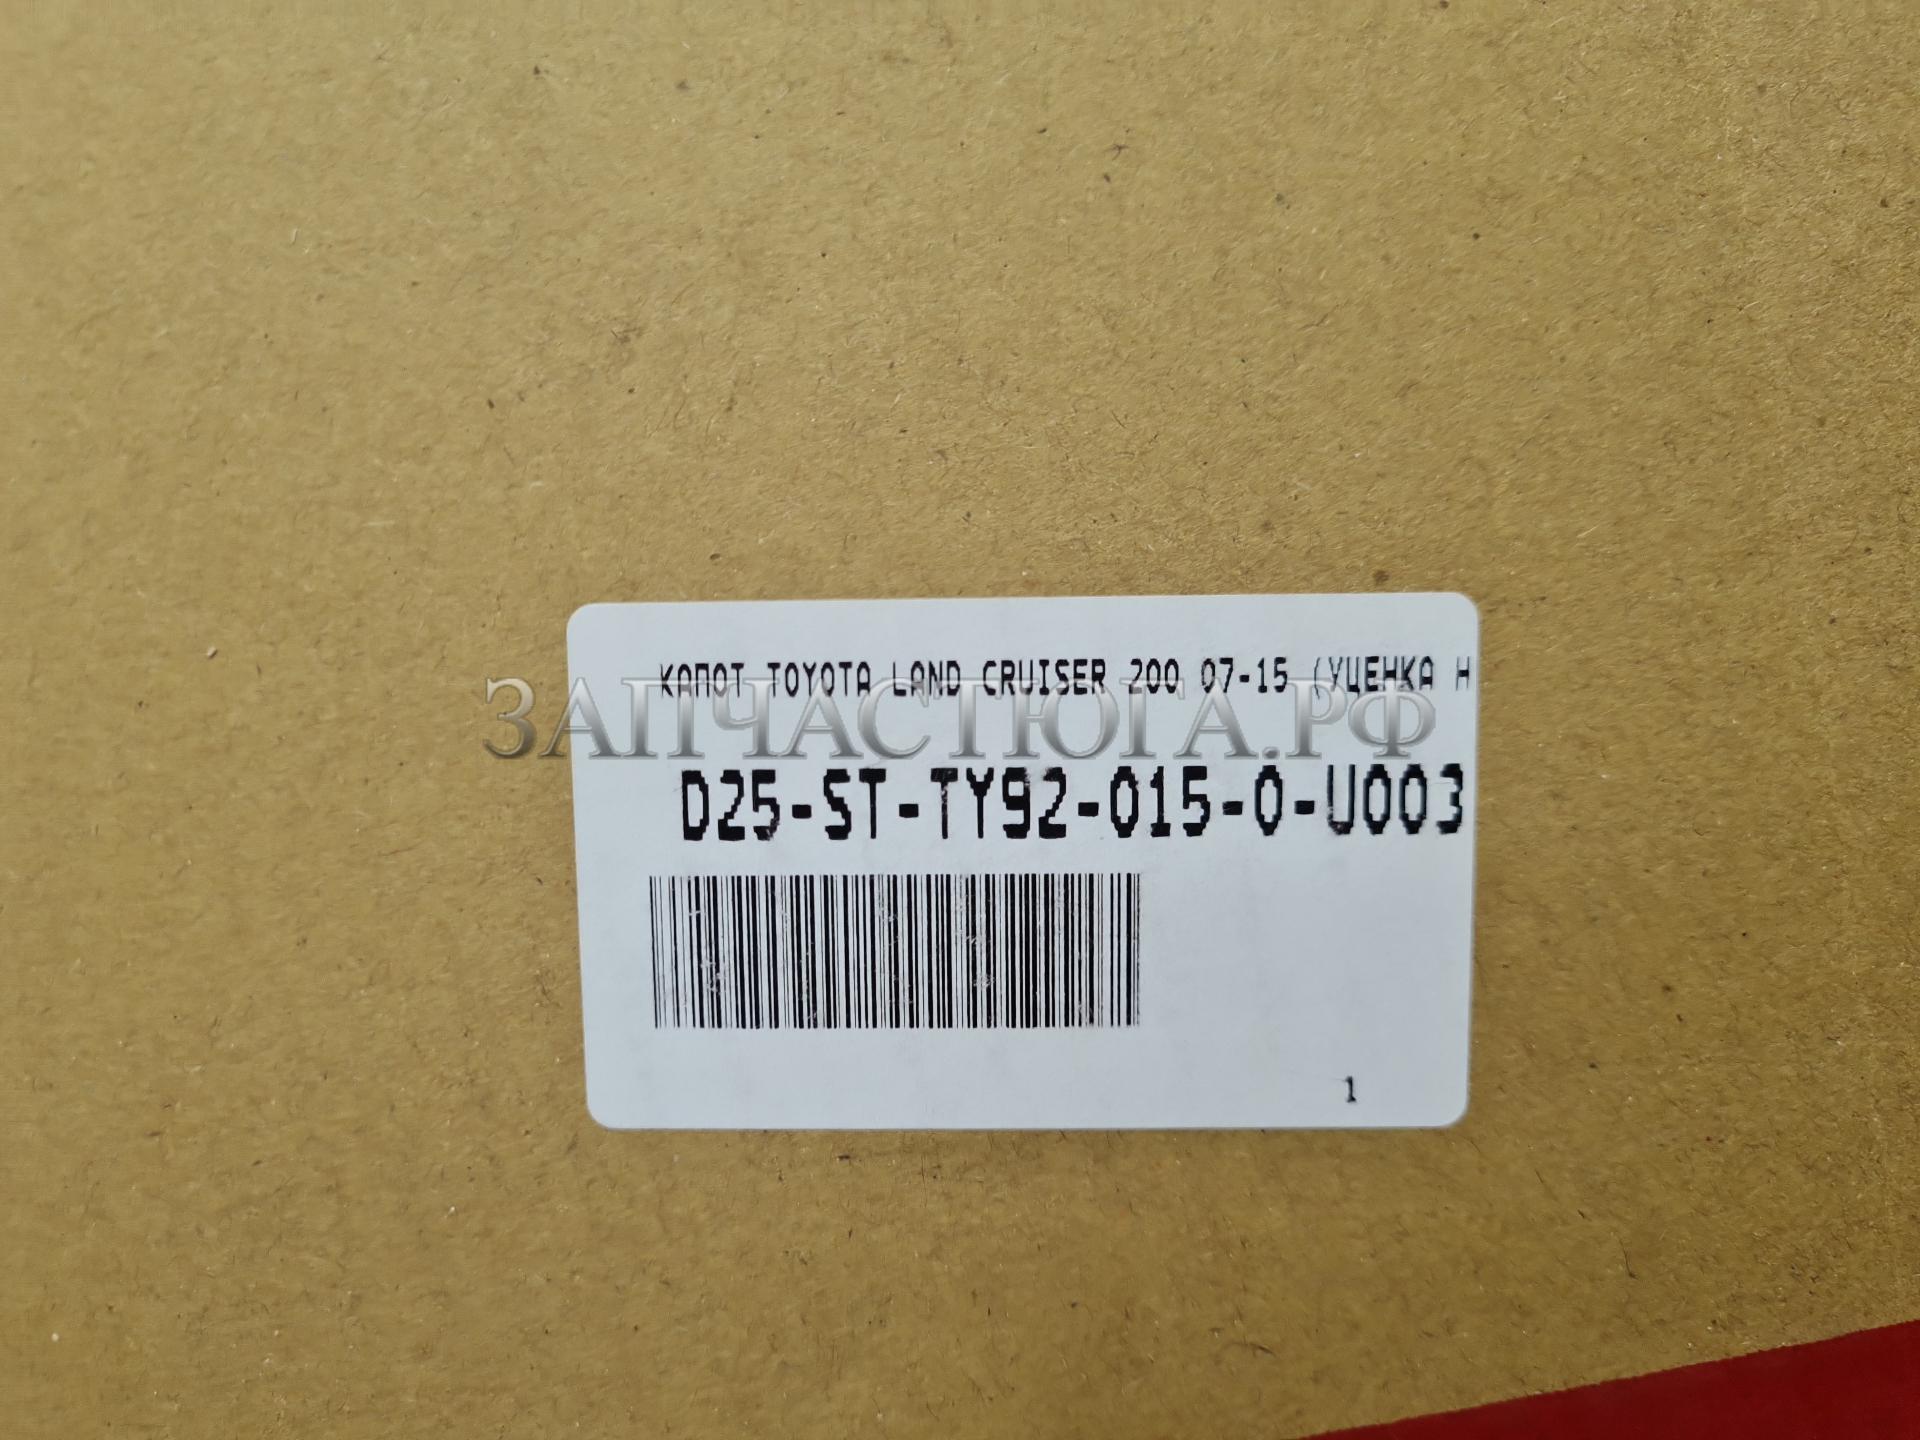 КАПОТ TOYOTA LAND CRUISER 200 07-15 (УЦЕНКА Н
ЗАПЧАСТЮГА.РФ
D25-ST-TY92-015-0-U003
1